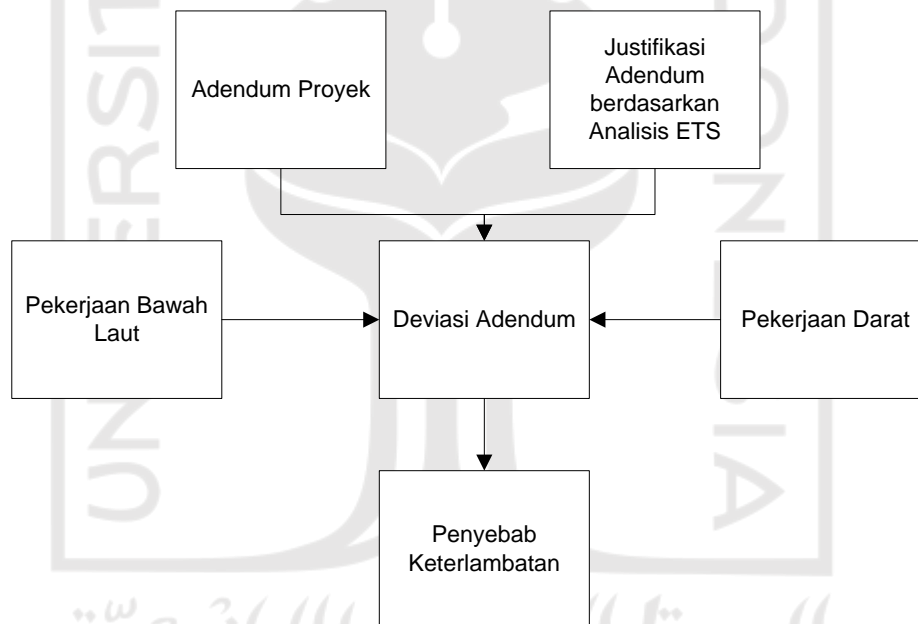 Adendum Proyek
Justifikasi
Adendum
berdasarkan
Analisis ETS
Pekerjaan Bawah
Laut
Deviasi Adendum
Pekerjaan Darat
Penyebab
Keterlambatan